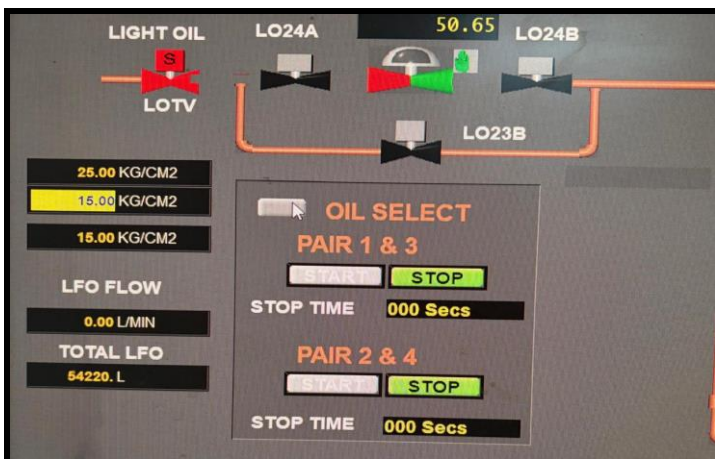 50.65
LIGHT OIL
LO24A
LO24B
S
LOTV
LO23B
25.00 KG/CM2
15.00 KG/CM2
15.00 KG/CM2
OIL SELECT
PAIR 1 & 3
START STOP
STOP TIME 000 Secs
LFO FLOW
0.00 L/MIN
TOTAL LFO
54220. L
PAIR 2 & 4
START STOP
STOP TIME 000 Secs